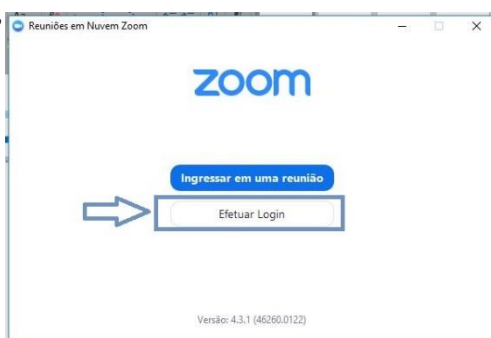 Reuniões em Nuvem Zoom
zoom
Ingressar em uma reunião
Efetuar Login
Versão: 4.3.1 (46260.0122)